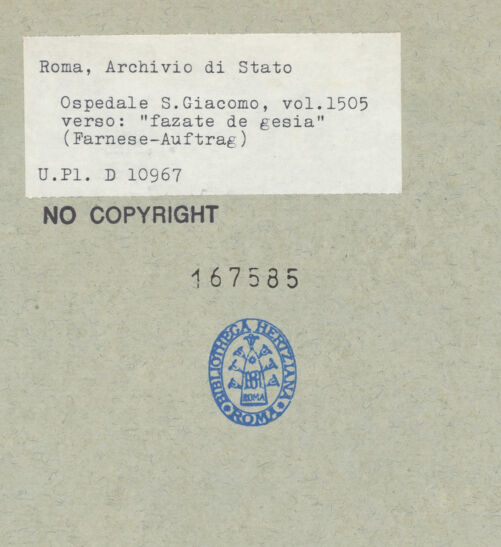 Roma, Archivio di Stato
Ospedale S.Giacomo, vol.1505
verso: "fazate de gesia"
(Farnese-Auftrag)
U.Pl. D 10967
NO COPYRIGHT
167585
BIBLIOTHECA HERTZIANA
ROMA
ROMA